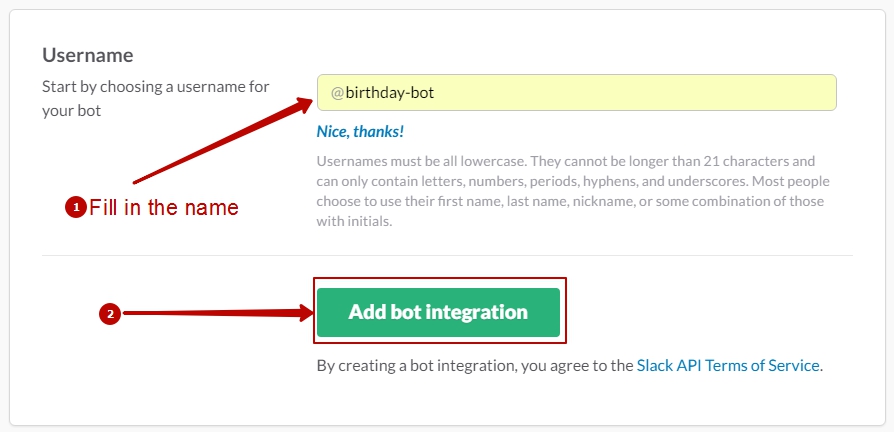 Username
Start by choosing a username for
your bot
@birthday-bot
Nice, thanks!
Usernames must be all lowercase. They cannot be longer than 21 characters and
can only contain letters, numbers, periods, hyphens, and underscores. Most people
choose to use their first name, last name, nickname, or some combination of those
with initials.
1 Fill in the name
2
Add bot integration
By creating a bot integration, you agree to the Slack API Terms of Service.